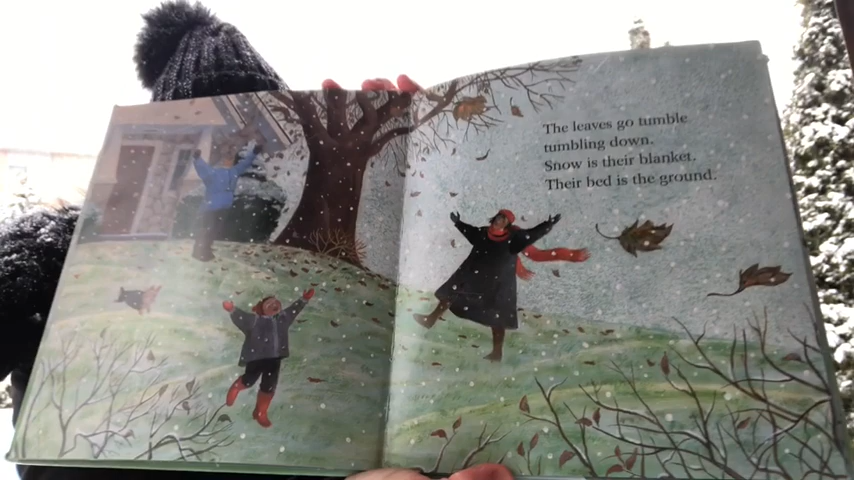 The leaves go tumble
tumbling down.
Snow is their blanket.
Their bed is the ground.